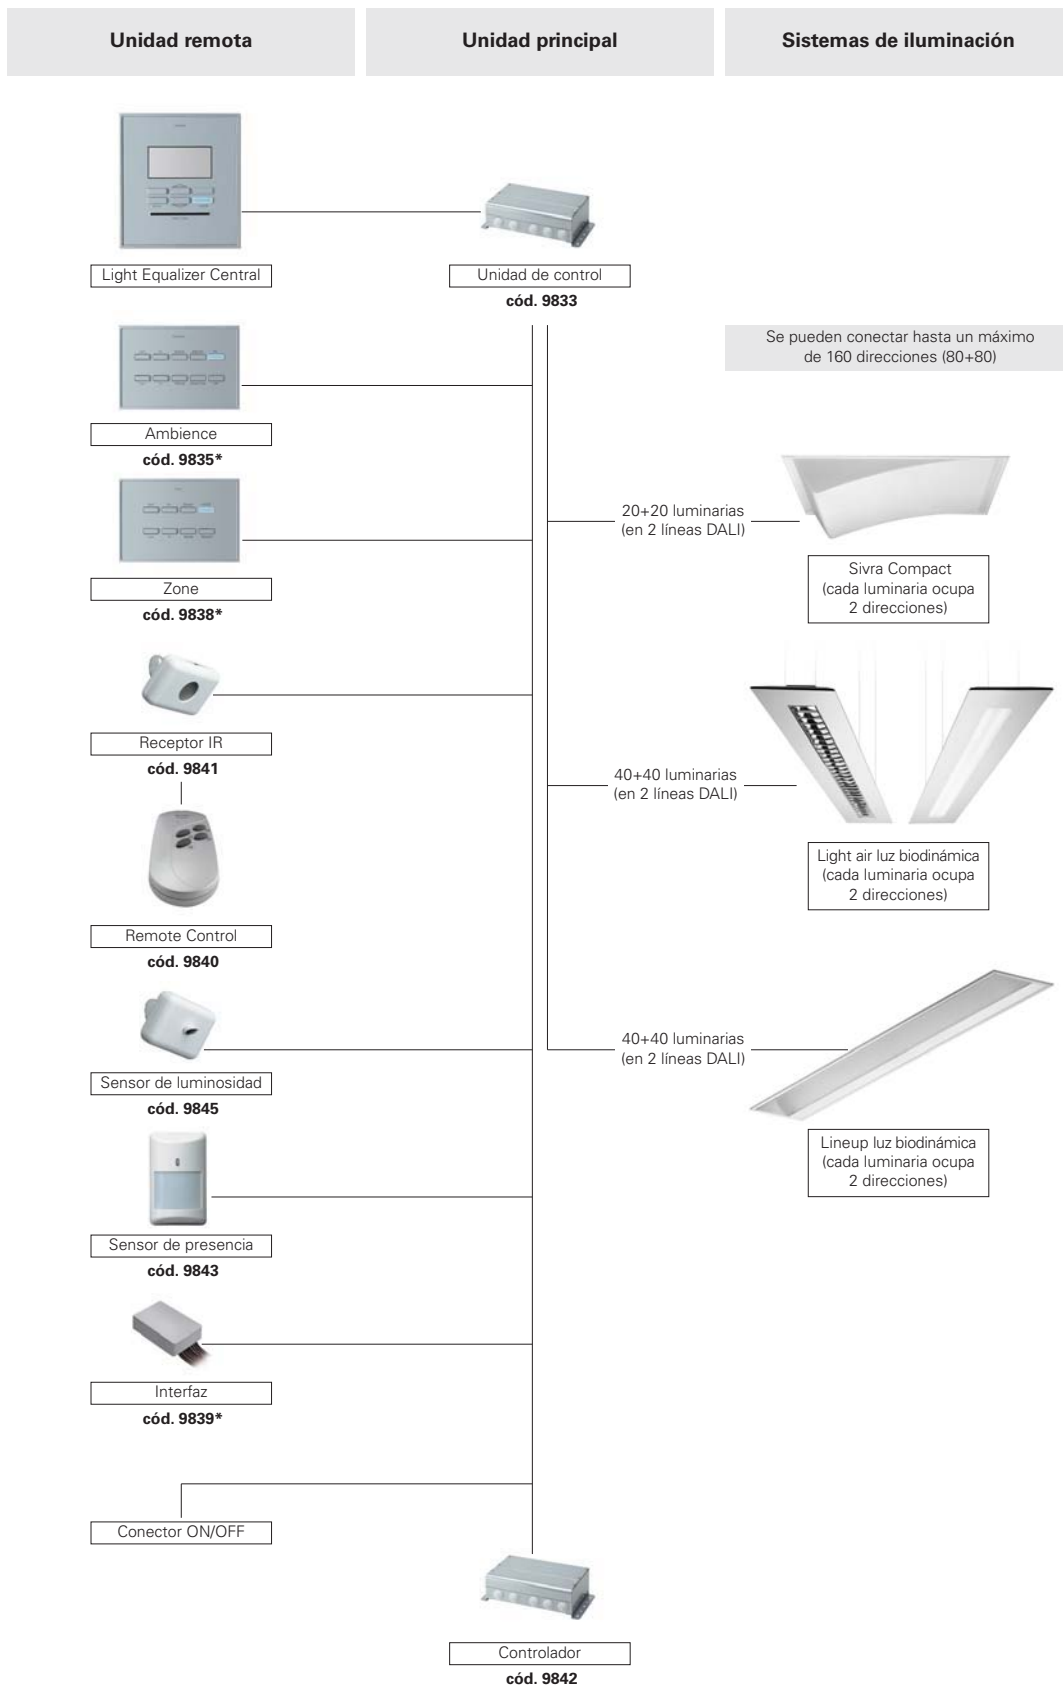 Unidad remota
Unidad principal
Sistemas de iluminación
Light Equalizer Central
Unidad de control
cód. 9833
Se pueden conectar hasta un máximo
de 160 direcciones (80+80)
Ambience
cód. 9835*
20+20 luminarias
(en 2 líneas DALI)
Sivra Compact
(cada luminaria ocupa
2 direcciones)
Zone
cód. 9838*
Receptor IR
cód. 9841
40+40 luminarias
(en 2 líneas DALI)
Light air luz biodinámica
(cada luminaria ocupa
2 direcciones)
Remote Control
cód. 9840
40+40 luminarias
(en 2 líneas DALI)
Sensor de luminosidad
cód. 9845
Lineup luz biodinámica
(cada luminaria ocupa
2 direcciones)
Sensor de presencia
cód. 9843
Interfaz
cód. 9839*
Conector ON/OFF
Controlador
cód. 9842